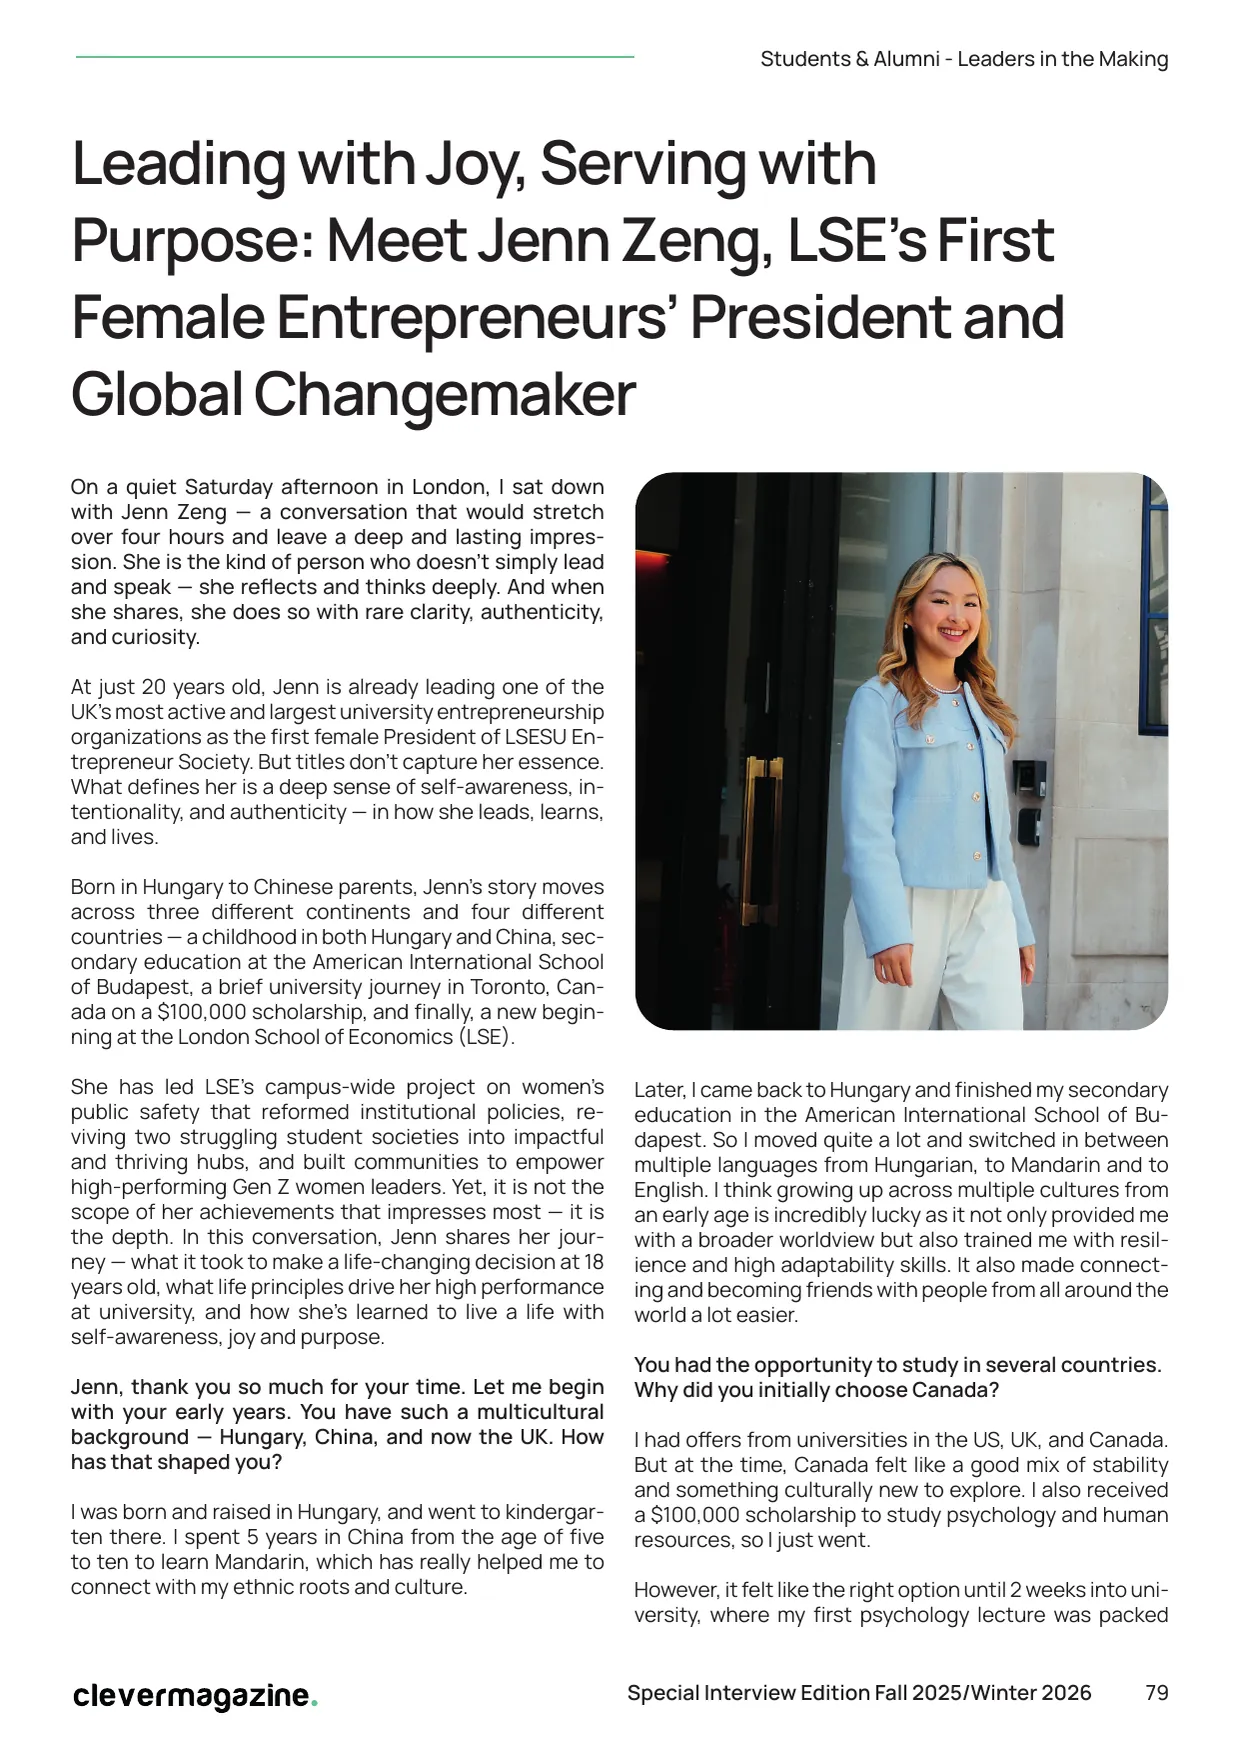 Students & Alumni - Leaders in the Making
Leading with Joy, Serving with
Purpose: Meet Jenn Zeng, LSE's First
Female Entrepreneurs' President and
Global Changemaker
On a quiet Saturday afternoon in London, I sat down
with Jenn Zeng — a conversation that would stretch
over four hours and leave a deep and lasting impres-
sion. She is the kind of person who doesn't simply lead
and speak — she reflects and thinks deeply. And when
she shares, she does so with rare clarity, authenticity,
and curiosity.
At just 20 years old, Jenn is already leading one of the
UK's most active and largest university entrepreneurship
organizations as the first female President of LSESU En-
trepreneur Society. But titles don't capture her essence.
What defines her is a deep sense of self-awareness, in-
tentionality, and authenticity — in how she leads, learns,
and lives.
Born in Hungary to Chinese parents, Jenn's story moves
across three different continents and four different
countries — a childhood in both Hungary and China, sec-
ondary education at the American International School
of Budapest, a brief university journey in Toronto, Can-
ada on a $100,000 scholarship, and finally, a new begin-
ning at the London School of Economics (LSE).
She has led LSE's campus-wide project on women's
public safety that reformed institutional policies, re-
viving two struggling student societies into impactful
and thriving hubs, and built communities to empower
high-performing Gen Z women leaders. Yet, it is not the
scope of her achievements that impresses most — it is
the depth. In this conversation, Jenn shares her jour-
ney — what it took to make a life-changing decision at 18
years old, what life principles drive her high performance
at university, and how she's learned to live a life with
self-awareness, joy and purpose.
Jenn, thank you so much for your time. Let me begin
with your early years. You have such a multicultural
background — Hungary, China, and now the UK. How
has that shaped you?
I was born and raised in Hungary, and went to kindergar-
ten there. I spent 5 years in China from the age of five
to ten to learn Mandarin, which has really helped me to
connect with my ethnic roots and culture.
Later, I came back to Hungary and finished my secondary
education in the American International School of Bu-
dapest. So I moved quite a lot and switched in between
multiple languages from Hungarian, to Mandarin and to
English. I think growing up across multiple cultures from
an early age is incredibly lucky as it not only provided me
with a broader worldview but also trained me with resil-
ience and high adaptability skills. It also made connect-
ing and becoming friends with people from all around the
world a lot easier.
You had the opportunity to study in several countries.
Why did you initially choose Canada?
I had offers from universities in the US, UK, and Canada.
But at the time, Canada felt like a good mix of stability
and something culturally new to explore. I also received
a $100,000 scholarship to study psychology and human
resources, so I just went.
However, it felt like the right option until 2 weeks into uni-
versity, where my first psychology lecture was packed
clevermagazine.
Special Interview Edition Fall 2025/Winter 2026
79